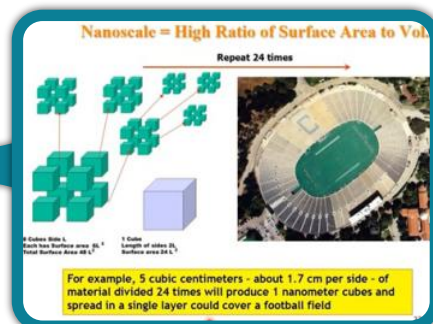 Nanoscale = High Ratio of Surface Area to Vol.
Repeat 24 times
8 Cubes Side L
Each has Surface area 6L²
Total Surface Area 48 L²
1 Cube
Length of sides 2L
Surface area 24 L²
For example, 5 cubic centimeters - about 1.7 cm per side - of
material divided 24 times will produce 1 nanometer cubes and
spread in a single layer could cover a football field